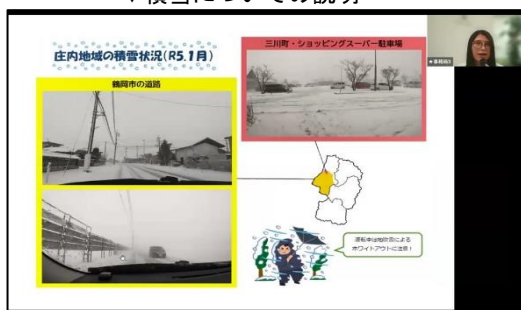 ▼積雪についての説明
庄内地域の積雪状況(R5.1月)
三川町・ショッピングスーパー駐車場
鶴岡市の道路
運転中は地吹雪による
ホワイトアウトに注意!